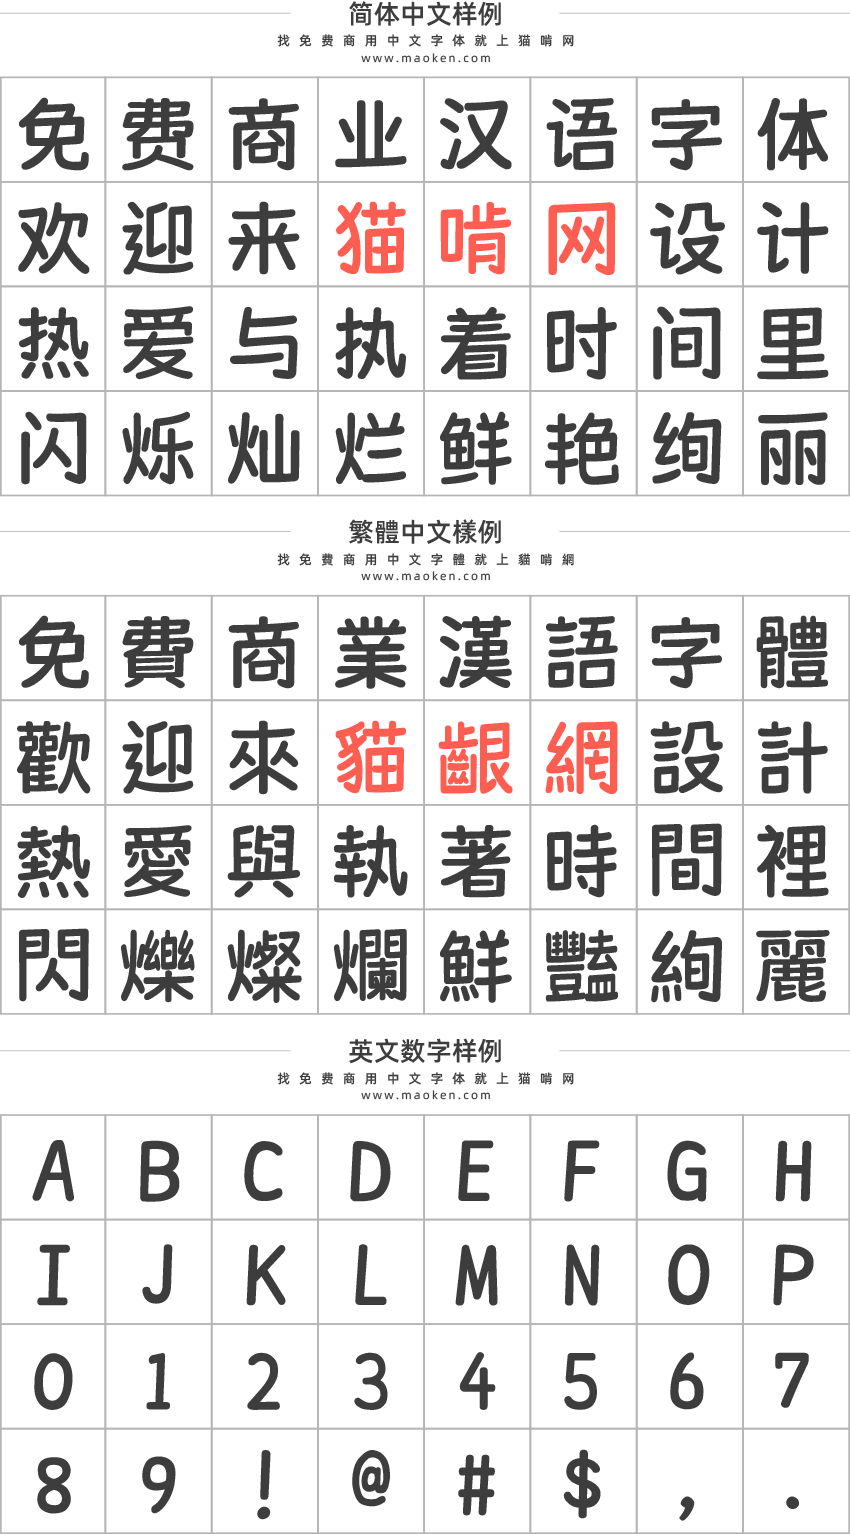 简体中文样例
找免费商用中文字体就上猫啃网
www.maoken.com
免费商业汉语字体
欢迎来猫啃网设计
热爱与执着时间里
闪烁灿烂鲜艳绚丽
繁體中文樣例
找免費商用中文字體就上貓啃網
www.maoken.com
免費商業漢語字體
歡迎來貓齦網設計
熱愛與執著時間裡
閃爍燦爛鮮豔絢麗
英文数字样例
找免费商用中文字体就上猫啃网
www.maoken.com
A B C D E F G H
I J K L M N O P
0 1 2 3 4 5 6 7
8 9 ! @ # $ , .